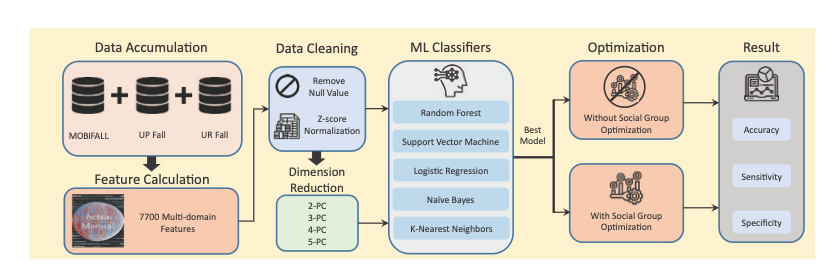 Data Accumulation
MOBIFALL
UP Fall
UR Fall
Feature Calculation
hctsa
Manual
7700 Multi-domain
Features
Data Cleaning
Remove
Null Value
Z-score
Normalization
Dimension
Reduction
2-PC
3-PC
4-PC
5-PC
ML Classifiers
Random Forest
Support Vector Machine
Logistic Regression
Naïve Bayes
K-Nearest Neighbors
Best
Model
Optimization
Without Social Group
Optimization
With Social Group
Optimization
Result
Accuracy
Sensitivity
Specificity